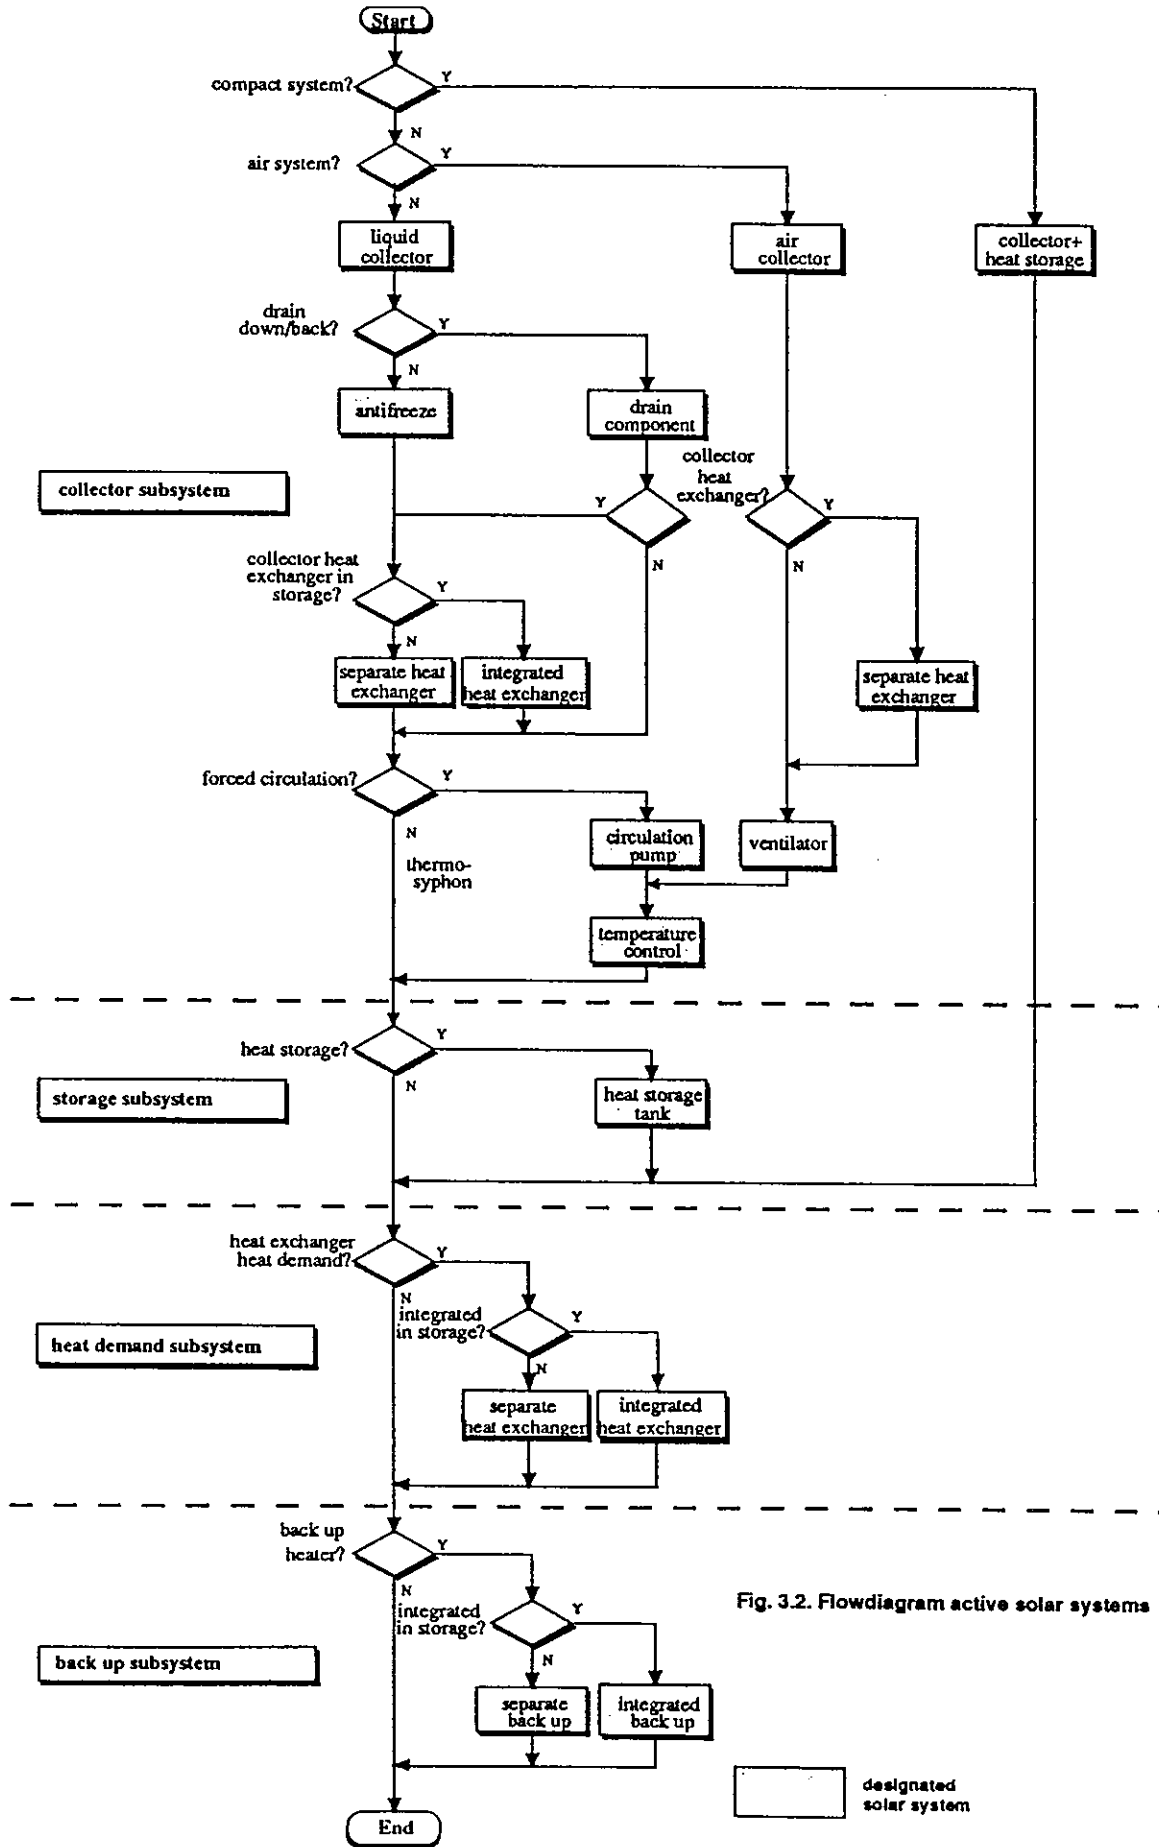 Start
compact system?
Y
N
air system?
Y
N
liquid
collector
air
collector
collector+
heat storage
drain
down/back?
Y
N
antifreeze
drain
component
collector subsystem
collector
heat
exchanger?
Y
N
Y
N
collector heat
exchanger in
storage?
Y
N
separate heat
exchanger
integrated
heat exchanger
separate heat
exchanger
forced circulation?
Y
N
thermo-
syphon
circulation
pump
ventilator
temperature
control
heat storage?
Y
N
storage subsystem
heat storage
tank
heat exchanger
heat demand?
Y
N
integrated
in storage?
Y
N
heat demand subsystem
separate
heat exchanger
integrated
heat exchanger
back up
heater?
Y
N
integrated
in storage?
Y
N
Fig. 3.2. Flowdiagram active solar systems
back up subsystem
separate
back up
integrated
back up
designated
solar system
End